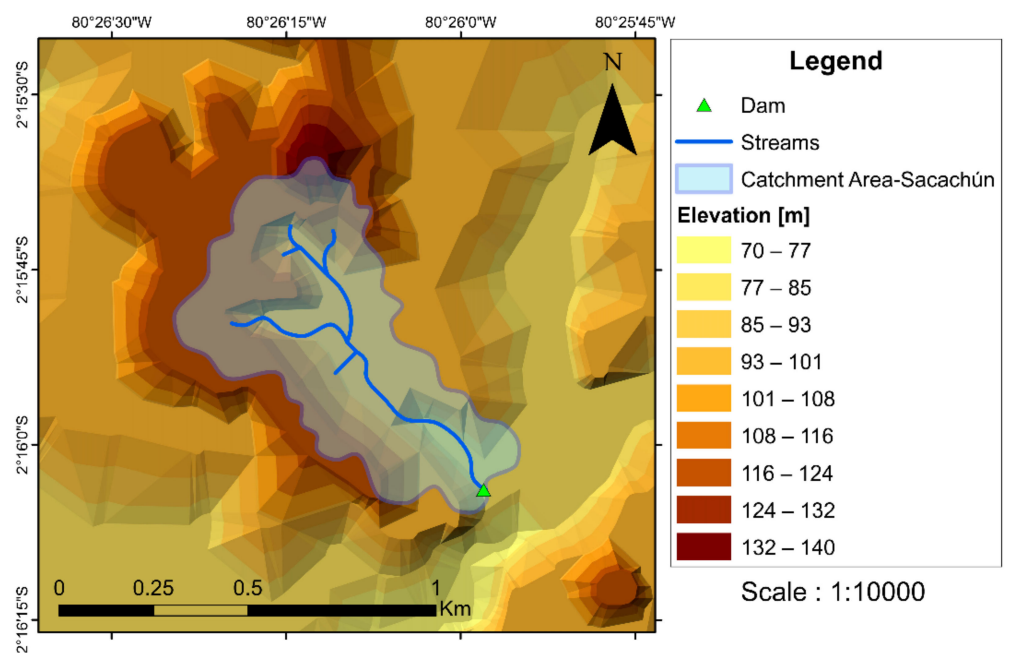 80°26'30"W
80°26'15"W
80°26'0"W
80°25'45"W
2°15'30"S
2°15'45"S
2°16'0"S
2°16'15"S
N
0
0.25
0.5
1
Km
Legend
Dam
Streams
Catchment Area-Sacachún
Elevation [m]
70 – 77
77 – 85
85 – 93
93 – 101
101 – 108
108 – 116
116 – 124
124 – 132
132 – 140
Scale : 1:10000